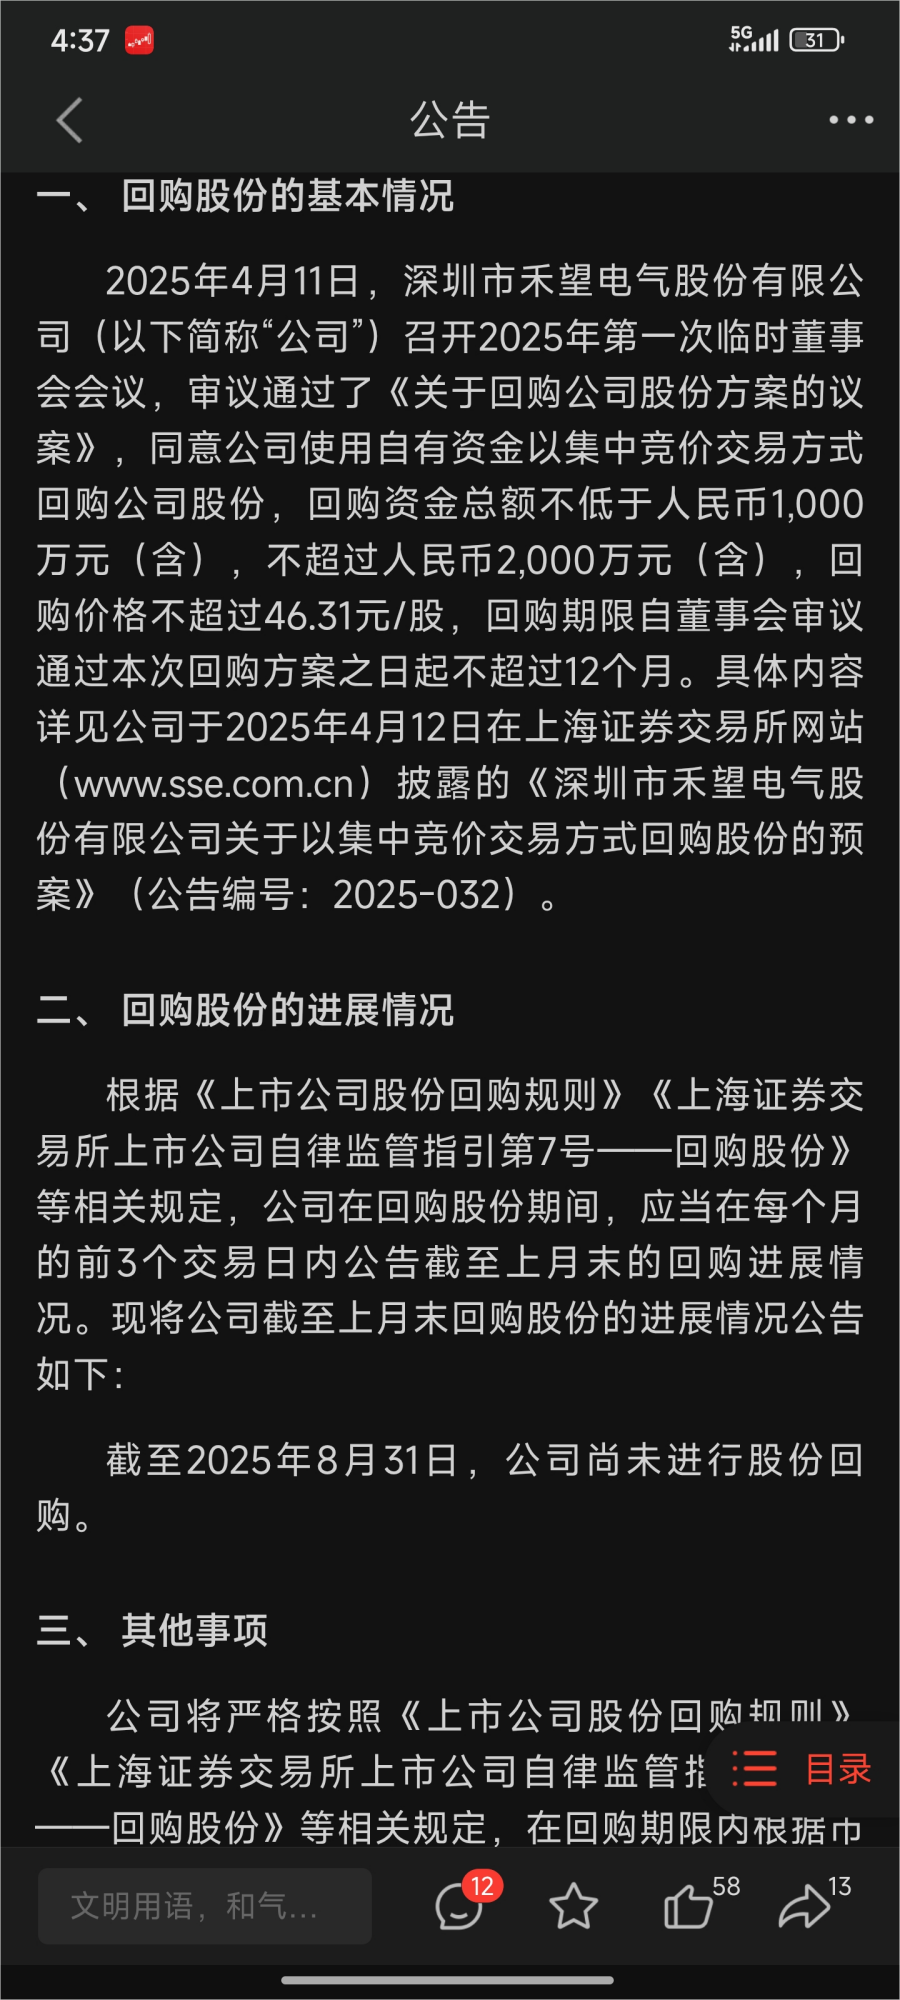 4:37
5G
31
公告
一、 回购股份的基本情况
2025年4月11日，深圳市禾望电气股份有限公
司（以下简称“公司”）召开2025年第一次临时董事
会会议，审议通过了《关于回购公司股份方案的议
案》，同意公司使用自有资金以集中竞价交易方式
回购公司股份，回购资金总额不低于人民币1,000
万元（含），不超过人民币2,000万元（含），回
购价格不超过46.31元/股，回购期限自董事会审议
通过本次回购方案之日起不超过12个月。具体内容
详见公司于2025年4月12日在上海证券交易所网站
（www.sse.com.cn）披露的《深圳市禾望电气股
份有限公司关于以集中竞价交易方式回购股份的预
案》（公告编号：2025-032）。
二、 回购股份的进展情况
根据《上市公司股份回购规则》《上海证券交
易所上市公司自律监管指引第7号——回购股份》
等相关规定，公司在回购股份期间，应当在每个月
的前3个交易日内公告截至上月末的回购进展情
况。现将公司截至上月末回购股份的进展情况公告
如下：
截至2025年8月31日，公司尚未进行股份回
购。
三、 其他事项
公司将严格按照《上市公司股份回购规则》
《上海证券交易所上市公司自律监管指
目录
——回购股份》等相关规定，在回购期限内根据市
文明用语，和气...
12
58
13